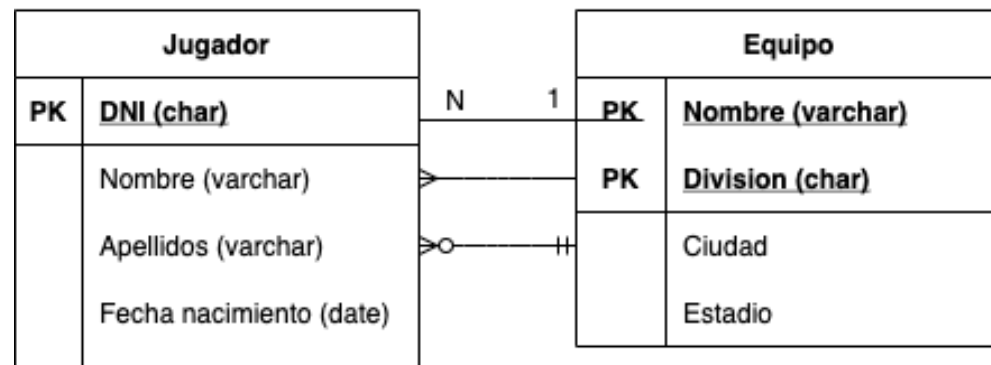 Jugador
PK DNI (char)
Nombre (varchar)
Apellidos (varchar)
Fecha nacimiento (date)
N 1
Equipo
PK Nombre (varchar)
PK Division (char)
Ciudad
Estadio